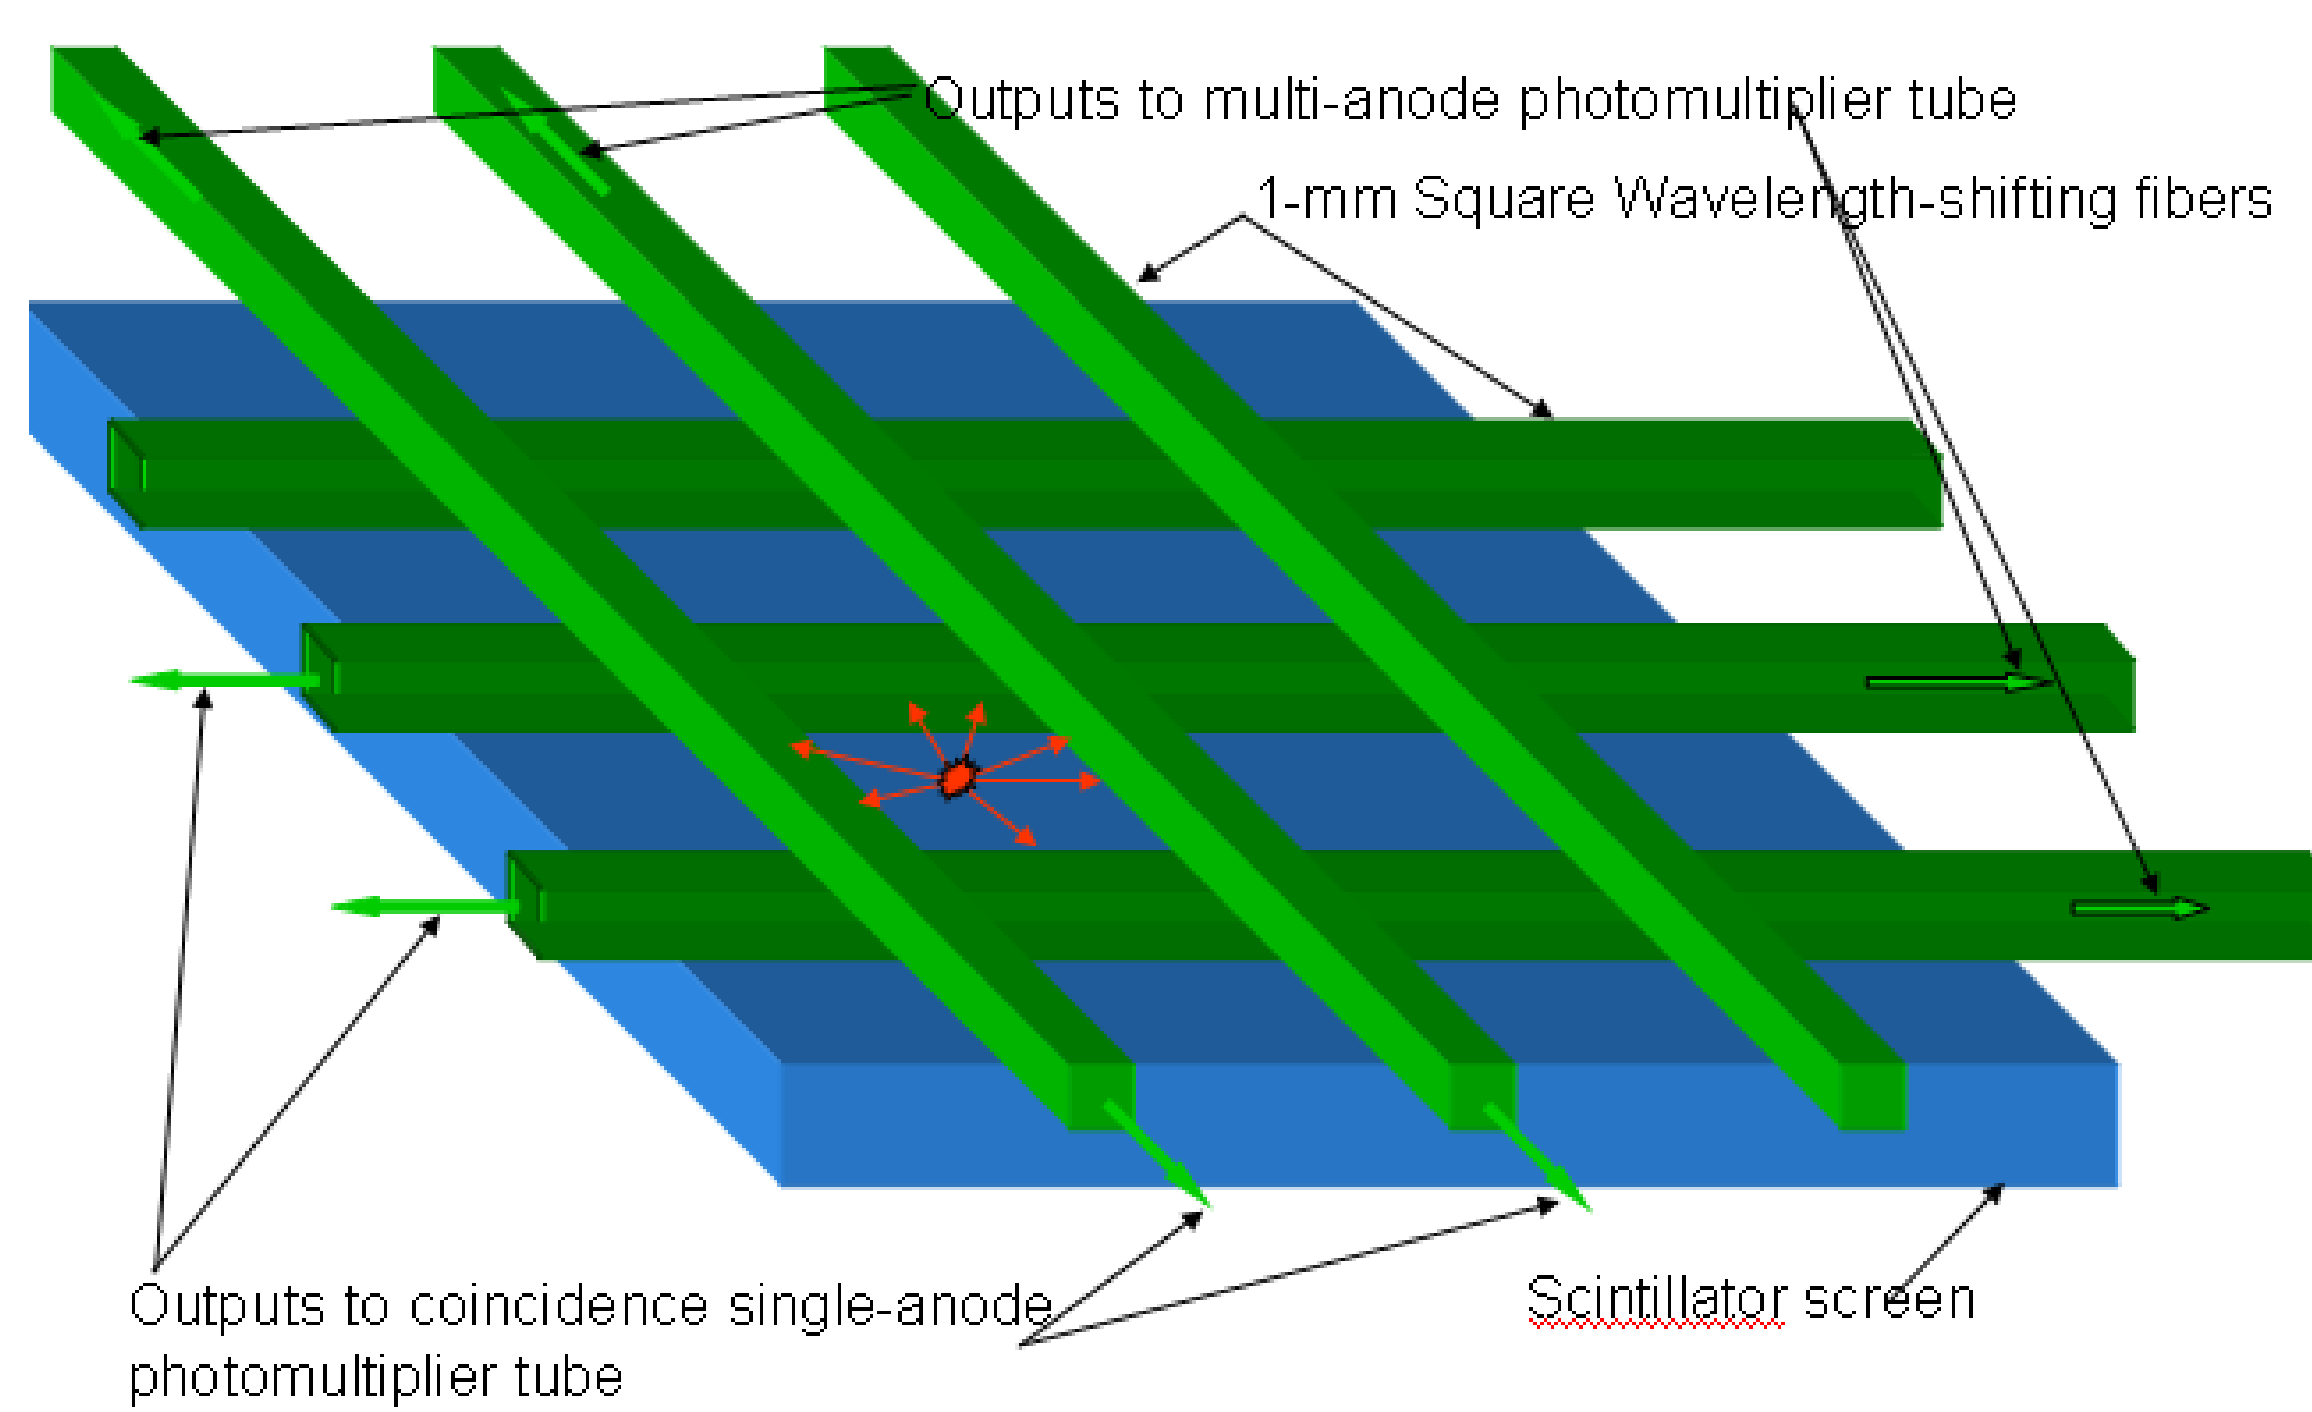 Outputs to multi-anode photomultiplier tube
1-mm Square Wavelength-shifting fibers
Outputs to coincidence single-anode
photomultiplier tube
Scintillator screen